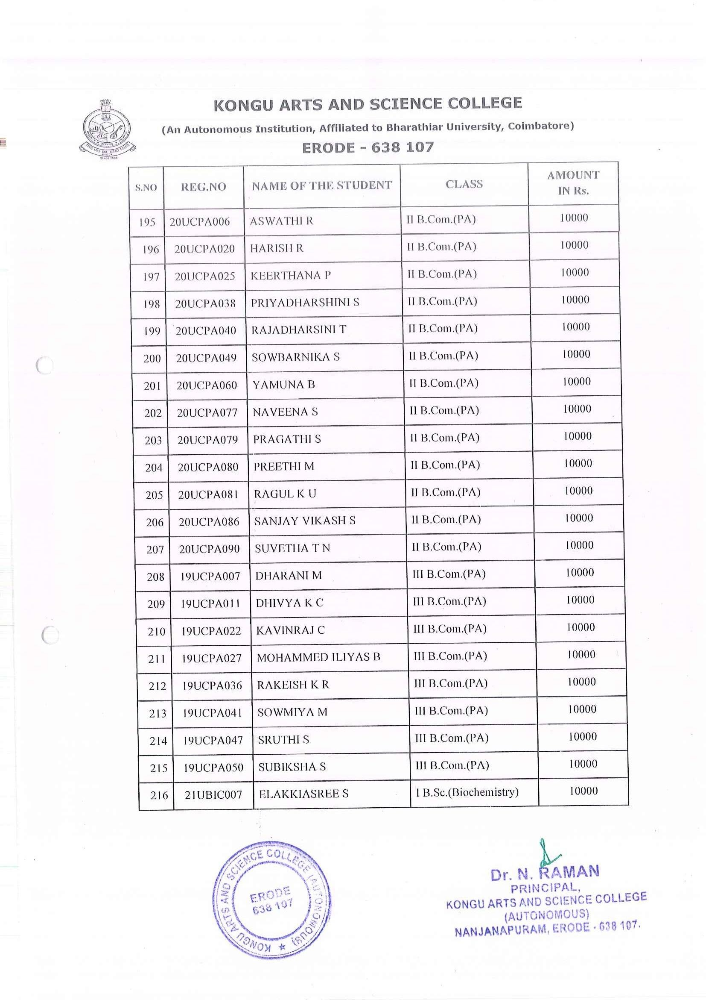 KONGU ARTS AND SCIENCE COLLEGE
(An Autonomous Institution, Affiliated to Bharathiar University, Coimbatore)
ERODE - 638 107
KONGU ARTS AND SCIENCE COLLEGE
ERODE
Since 1994
S.NO REG.NO NAME OF THE STUDENT CLASS AMOUNT IN Rs.
195 20UCPA006 ASWATHI R II B.Com.(PA) 10000
196 20UCPA020 HARISH R II B.Com.(PA) 10000
197 20UCPA025 KEERTHANA P II B.Com.(PA) 10000
198 20UCPA038 PRIYADHARSHINI S II B.Com.(PA) 10000
199 20UCPA040 RAJADHARSINI T II B.Com.(PA) 10000
200 20UCPA049 SOWBARNIKA S II B.Com.(PA) 10000
201 20UCPA060 YAMUNA B II B.Com.(PA) 10000
202 20UCPA077 NAVEENA S II B.Com.(PA) 10000
203 20UCPA079 PRAGATHI S II B.Com.(PA) 10000
204 20UCPA080 PREETHI M II B.Com.(PA) 10000
205 20UCPA081 RAGUL K U II B.Com.(PA) 10000
206 20UCPA086 SANJAY VIKASH S II B.Com.(PA) 10000
207 20UCPA090 SUVETHA T N II B.Com.(PA) 10000
208 19UCPA007 DHARANI M III B.Com.(PA) 10000
209 19UCPA011 DHIVYA K C III B.Com.(PA) 10000
210 19UCPA022 KAVINRAJ C III B.Com.(PA) 10000
211 19UCPA027 MOHAMMED ILIYAS B III B.Com.(PA) 10000
212 19UCPA036 RAKEISH K R III B.Com.(PA) 10000
213 19UCPA041 SOWMIYA M III B.Com.(PA) 10000
214 19UCPA047 SRUTHI S III B.Com.(PA) 10000
215 19UCPA050 SUBIKSHA S III B.Com.(PA) 10000
216 21UBIC007 ELAKKIASREE S I B.Sc.(Biochemistry) 10000
KONGU ARTS AND SCIENCE COLLEGE (AUTONOMOUS) ★
ERODE
638 107
Dr. N. RAMAN
PRINCIPAL,
KONGU ARTS AND SCIENCE COLLEGE
(AUTONOMOUS)
NANJANAPURAM, ERODE - 638 107.